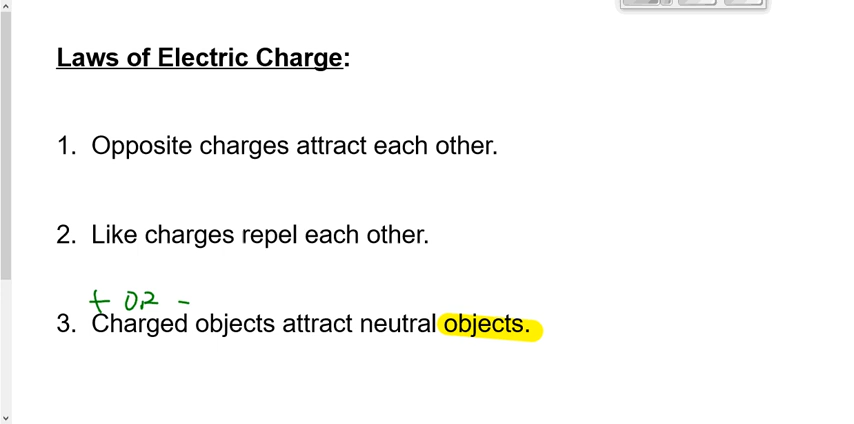 Laws of Electric Charge:
1. Opposite charges attract each other.
2. Like charges repel each other.
+ OR -
3. Charged objects attract neutral objects.